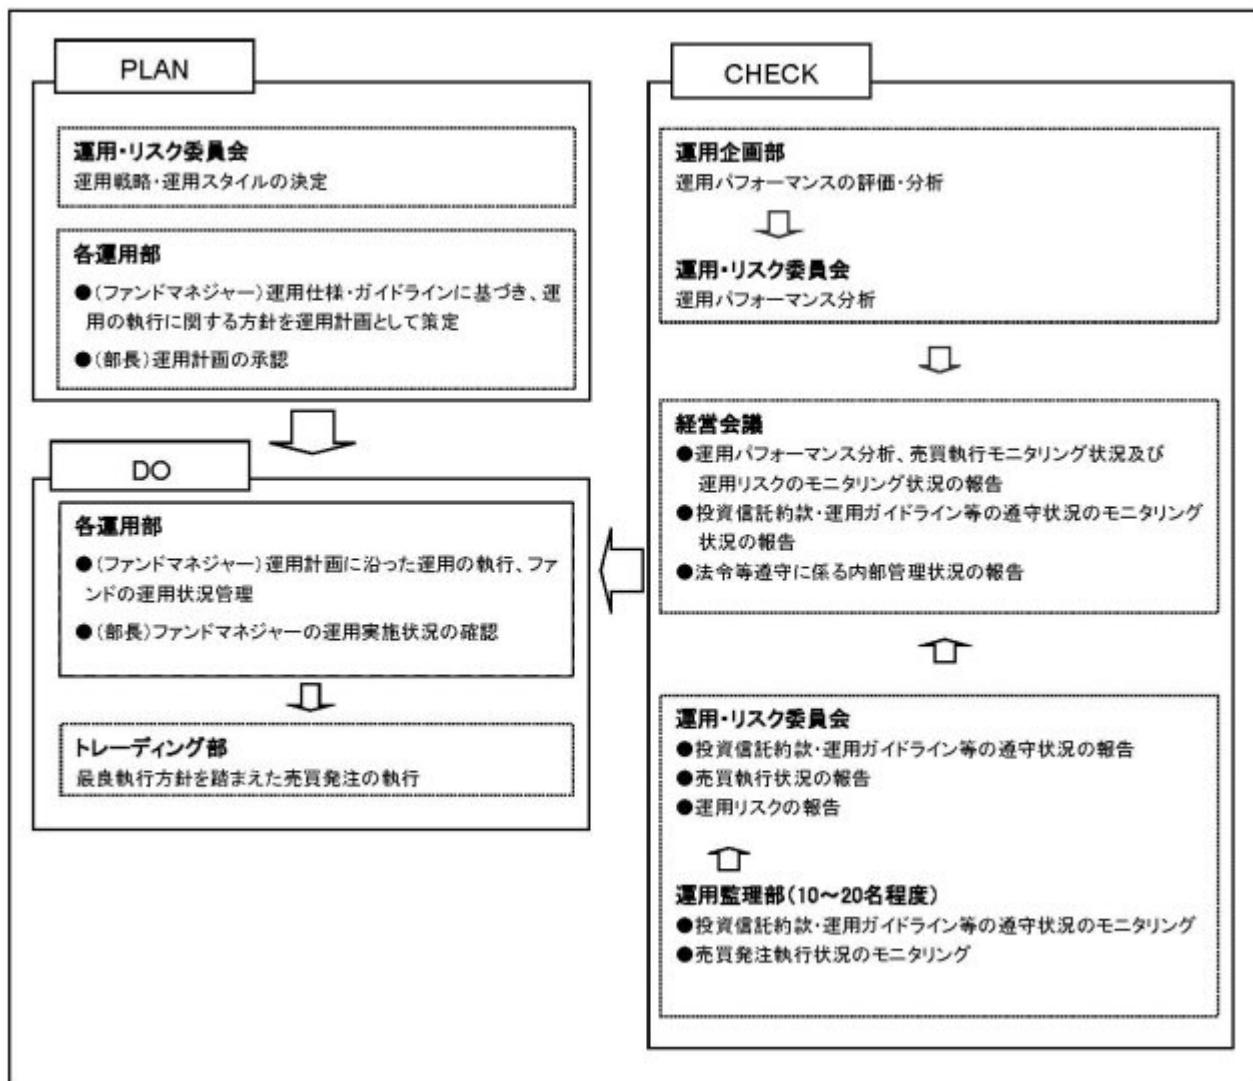 PLAN
運用・リスク委員会
運用戦略・運用スタイルの決定
各運用部
●(ファンドマネジャー)運用仕様・ガイドラインに基づき、運
用の執行に関する方針を運用計画として策定
●(部長)運用計画の承認
DO
各運用部
●(ファンドマネジャー)運用計画に沿った運用の執行、ファ
ンドの運用状況管理
●(部長)ファンドマネジャーの運用実施状況の確認
トレーディング部
最良執行方針を踏まえた売買発注の執行
CHECK
運用企画部
運用パフォーマンスの評価・分析
運用・リスク委員会
運用パフォーマンス分析
経営会議
●運用パフォーマンス分析、売買執行モニタリング状況及び
運用リスクのモニタリング状況の報告
●投資信託約款・運用ガイドライン等の遵守状況のモニタリング
状況の報告
●法令等遵守に係る内部管理状況の報告
運用・リスク委員会
●投資信託約款・運用ガイドライン等の遵守状況の報告
●売買執行状況の報告
●運用リスクの報告
運用監理部(10～20名程度)
●投資信託約款・運用ガイドライン等の遵守状況のモニタリング
●売買発注執行状況のモニタリング